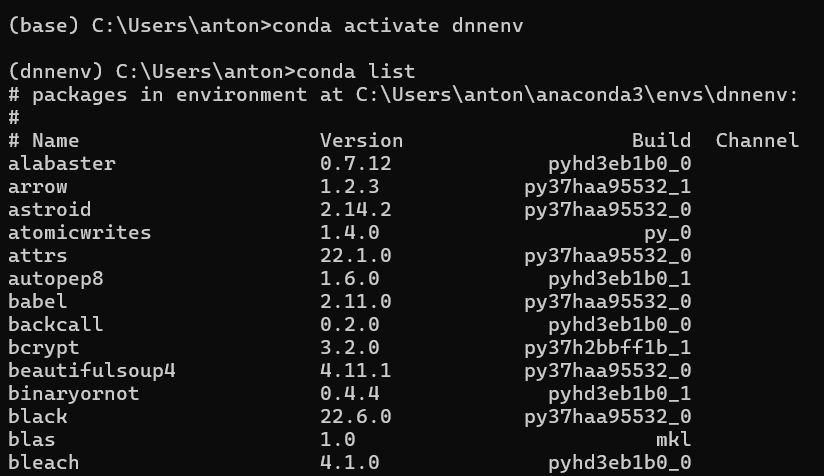 (base) C:\Users\anton>conda activate dnnenv
(dnnenv) C:\Users\anton>conda list
# packages in environment at C:\Users\anton\anaconda3\envs\dnnenv:
#
# Name                    Version                   Build  Channel
alabaster                 0.7.12             pyhd3eb1b0_0
arrow                     1.2.3            py37haa95532_1
astroid                   2.14.2           py37haa95532_0
atomicwrites              1.4.0                      py_0
attrs                     22.1.0           py37haa95532_0
autopep8                  1.6.0              pyhd3eb1b0_1
babel                     2.11.0           py37haa95532_0
backcall                  0.2.0              pyhd3eb1b0_0
bcrypt                    3.2.0            py37h2bbff1b_1
beautifulsoup4            4.11.1           py37haa95532_0
binaryornot               0.4.4              pyhd3eb1b0_1
black                     22.6.0           py37haa95532_0
blas                      1.0                         mkl
bleach                    4.1.0              pyhd3eb1b0_0